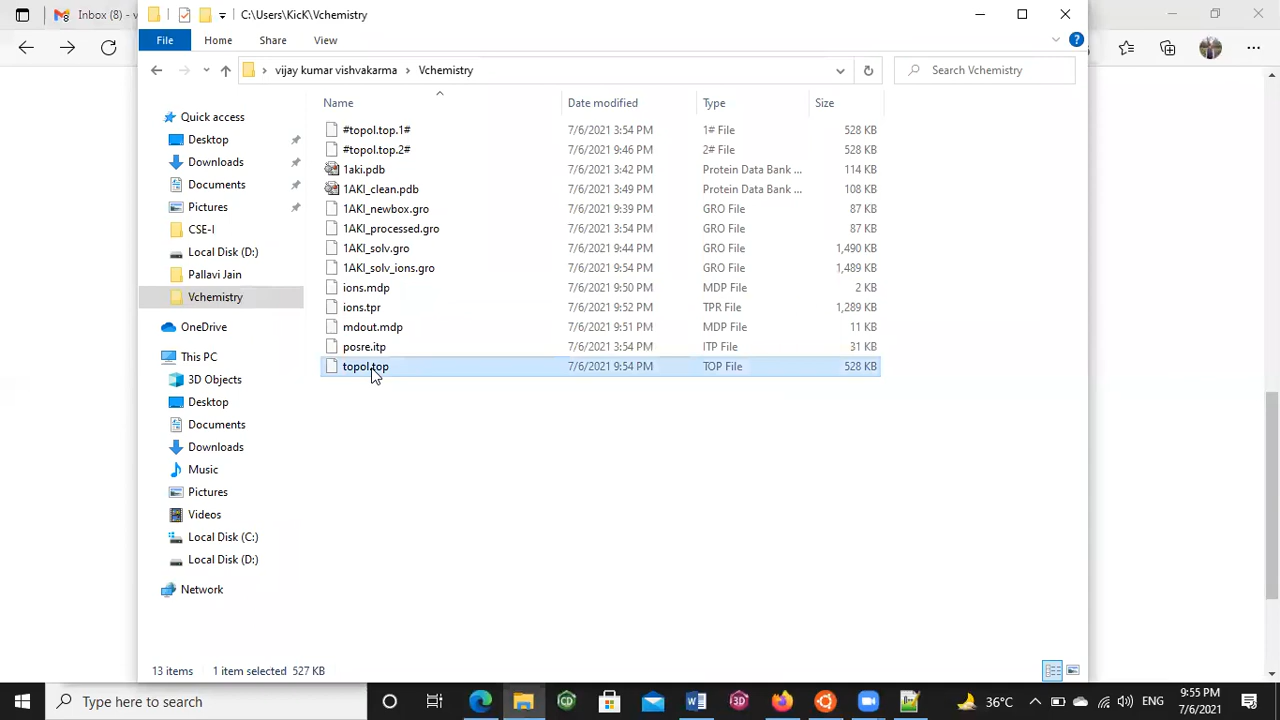 C:\Users\KicK\Vchemistry
Inbox (8) -
File Home Share View
vijay kumar vishvakarma Vchemistry
Search Vchemistry
Name Date modified Type Size
Quick access
Desktop
Downloads
Documents
Pictures
CSE-I
Local Disk (D:)
Pallavi Jain
Vchemistry
OneDrive
This PC
3D Objects
Desktop
Documents
Downloads
Music
Pictures
Videos
Local Disk (C:)
Local Disk (D:)
Network
#topol.top.1# 7/6/2021 3:54 PM 1# File 528 KB
#topol.top.2# 7/6/2021 9:46 PM 2# File 528 KB
1aki.pdb 7/6/2021 3:42 PM Protein Data Bank ... 114 KB
1AKI_clean.pdb 7/6/2021 3:49 PM Protein Data Bank ... 108 KB
1AKI_newbox.gro 7/6/2021 9:39 PM GRO File 87 KB
1AKI_processed.gro 7/6/2021 3:54 PM GRO File 87 KB
1AKI_solv.gro 7/6/2021 9:44 PM GRO File 1,490 KB
1AKI_solv_ions.gro 7/6/2021 9:54 PM GRO File 1,489 KB
ions.mdp 7/6/2021 9:50 PM MDP File 2 KB
ions.tpr 7/6/2021 9:52 PM TPR File 1,289 KB
mdout.mdp 7/6/2021 9:51 PM MDP File 11 KB
posre.itp 7/6/2021 3:54 PM ITP File 31 KB
topol.top 7/6/2021 9:54 PM TOP File 528 KB
13 items 1 item selected 527 KB
Type here to search
36°C ENG
9:55 PM
7/6/2021